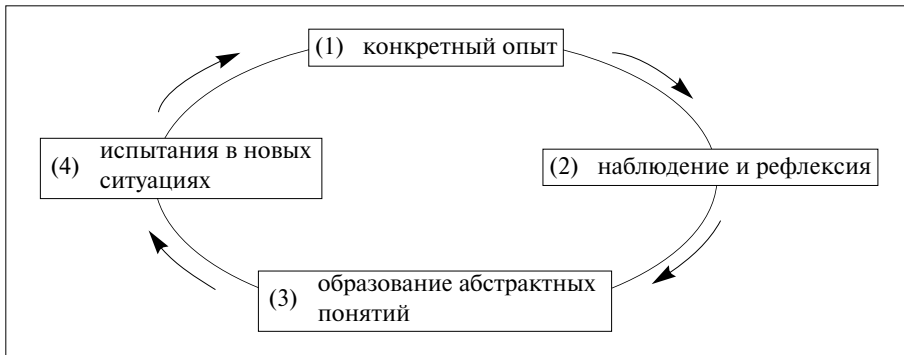 (1) конкретный опыт
(2) наблюдение и рефлексия
(3) образование абстрактных
понятий
(4) испытания в новых
ситуациях